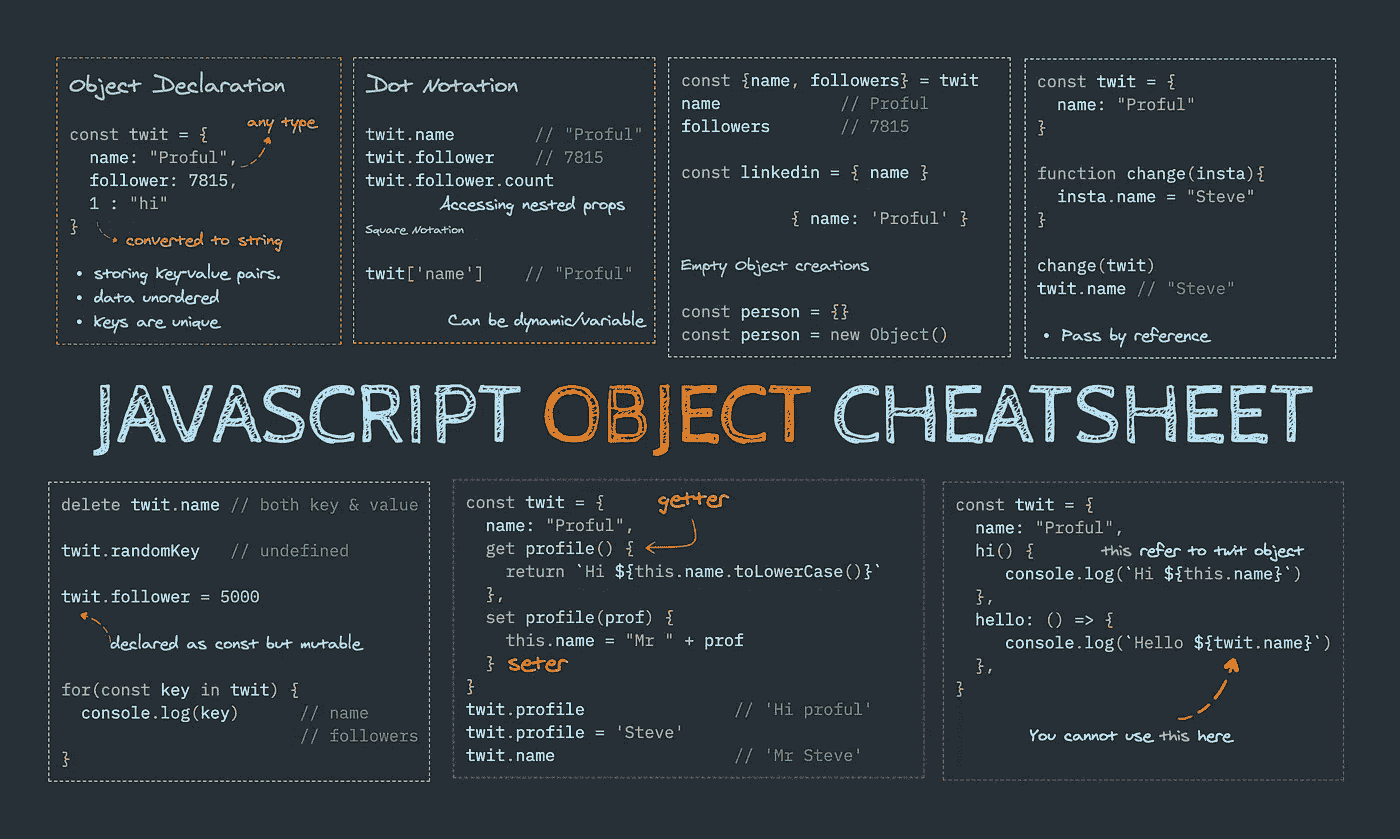 Object Declaration
any type
const twit = {
  name: "Proful",
  follower: 7815,
  1 : "hi"
}
converted to string
• storing key-value pairs.
• data unordered
• keys are unique
Dot Notation
twit.name // "Proful"
twit.follower // 7815
twit.follower.count
Accessing nested props
Square Notation
twit['name'] // "Proful"
Can be dynamic/variable
const {name, followers} = twit
name // Proful
followers // 7815
const linkedin = { name }
{ name: 'Proful' }
Empty Object creations
const person = {}
const person = new Object()
const twit = {
  name: "Proful"
}
function change(insta){
  insta.name = "Steve"
}
change(twit)
twit.name // "Steve"
• Pass by reference
JAVASCRIPT OBJECT CHEATSHEET
delete twit.name // both key & value
twit.randomKey // undefined
twit.follower = 5000
declared as const but mutable
for(const key in twit) {
  console.log(key) // name
// followers
}
const twit = {
getter
  name: "Proful",
  get profile() {
    return `Hi ${this.name.toLowerCase()}`
  },
  set profile(prof) {
    this.name = "Mr " + prof
  } seter
}
twit.profile // 'Hi proful'
twit.profile = 'Steve'
twit.name // 'Mr Steve'
const twit = {
  name: "Proful",
  hi() { this refer to twit object
    console.log(`Hi ${this.name}`)
  },
  hello: () => {
    console.log(`Hello ${twit.name}`)
  },
}
You cannot use this here